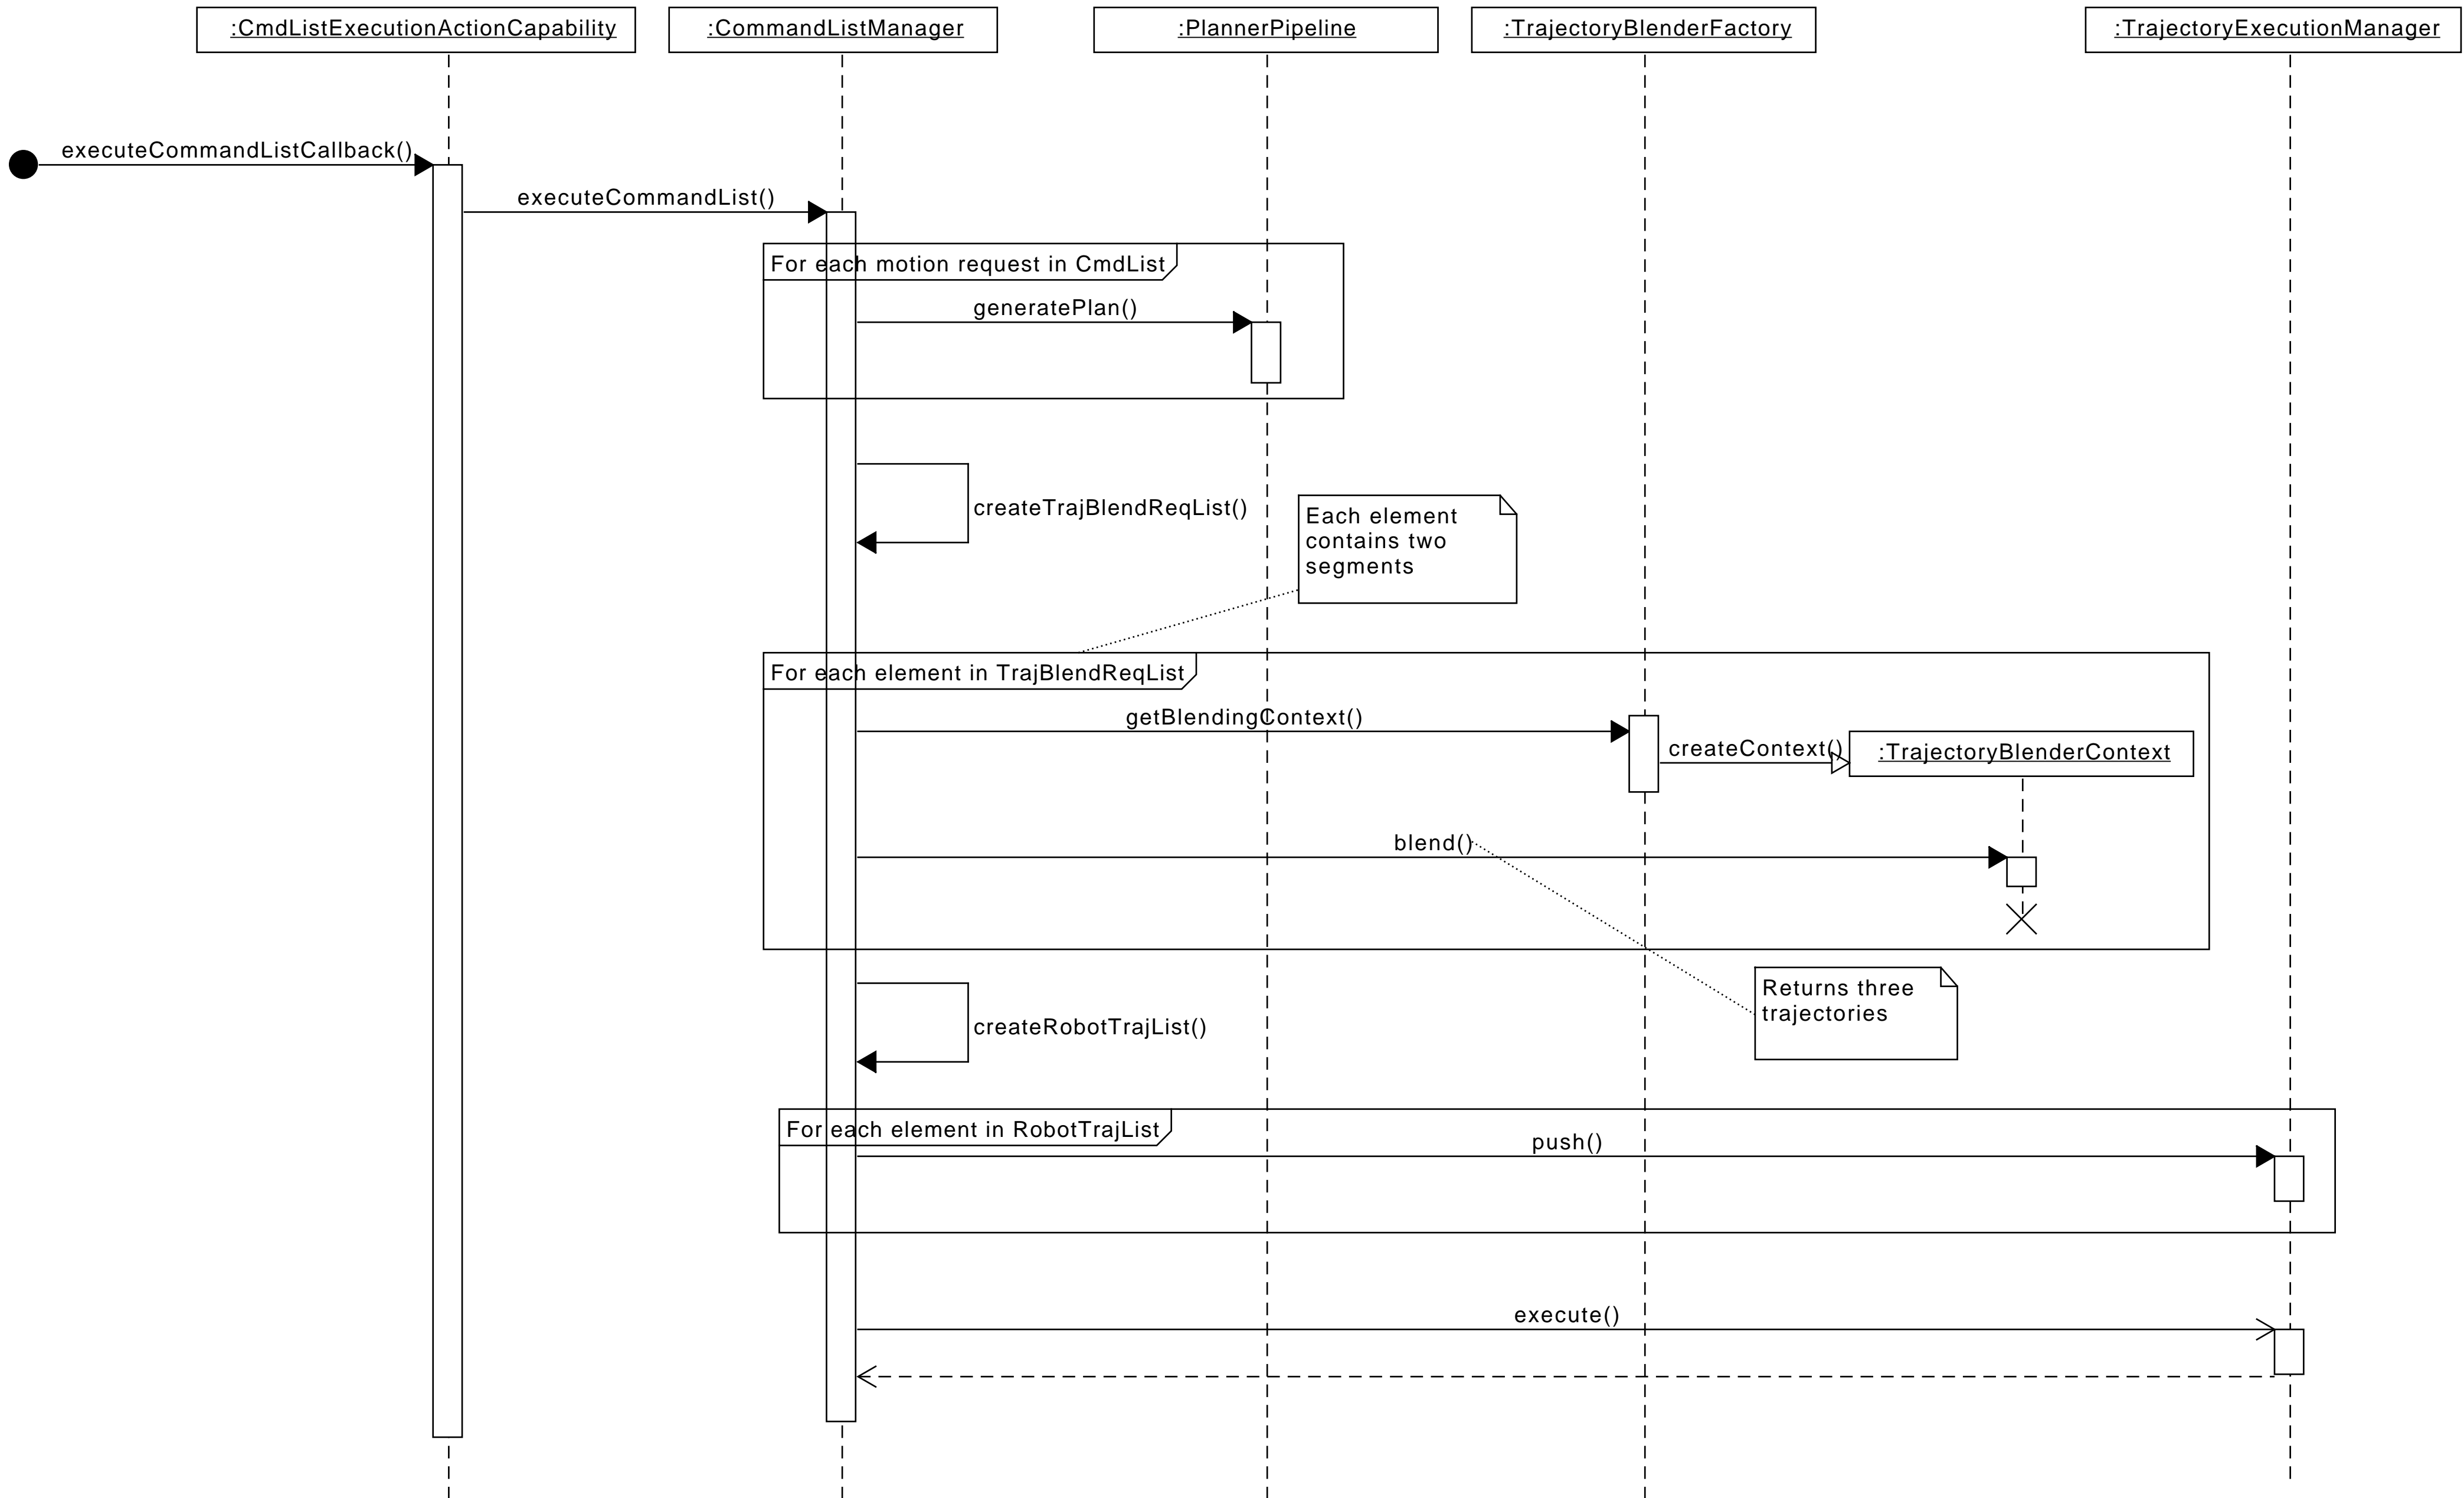 :CmdListExecutionActionCapability
:CommandListManager
:PlannerPipeline
:TrajectoryBlenderFactory
:TrajectoryExecutionManager
executeCommandListCallback()
executeCommandList()
For each motion request in CmdList
generatePlan()
createTrajBlendReqList()
Each element
contains two
segments
For each element in TrajBlendReqList
getBlendingContext()
createContext()
:TrajectoryBlenderContext
blend()
Returns three
trajectories
createRobotTrajList()
For each element in RobotTrajList
push()
execute()